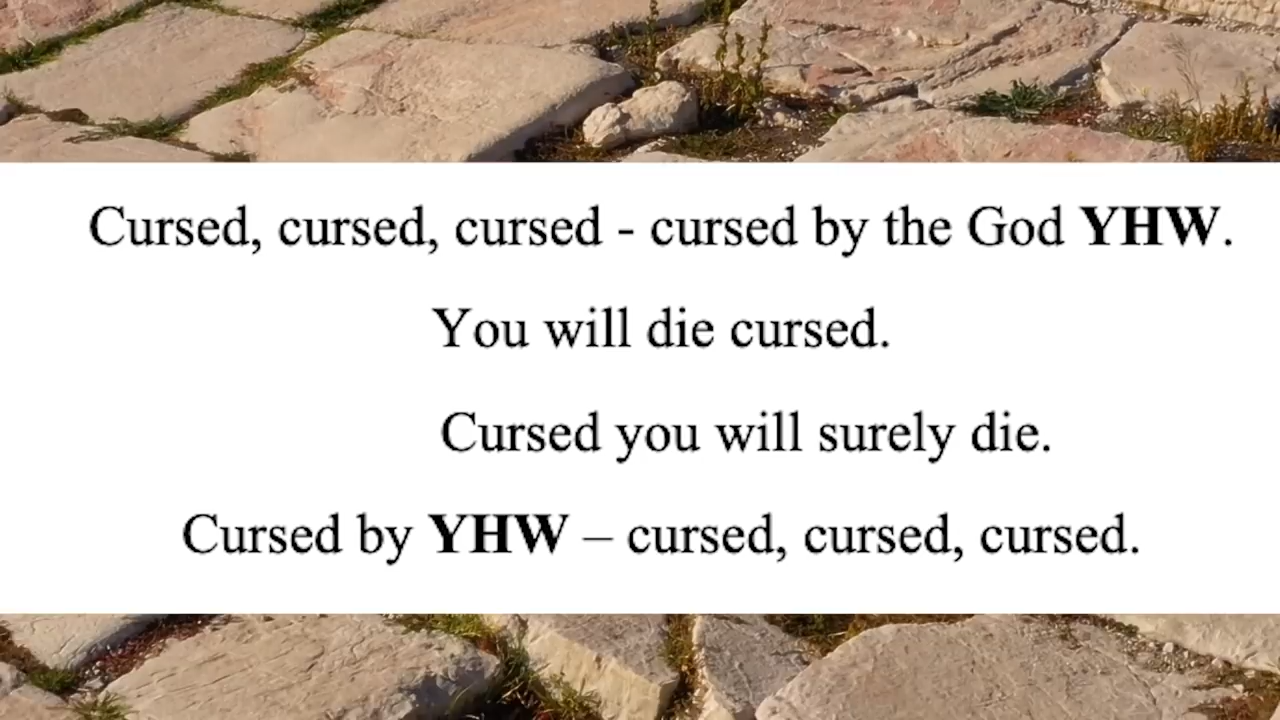 Cursed, cursed, cursed - cursed by the God YHW.
You will die cursed.
Cursed you will surely die.
Cursed by YHW – cursed, cursed, cursed.